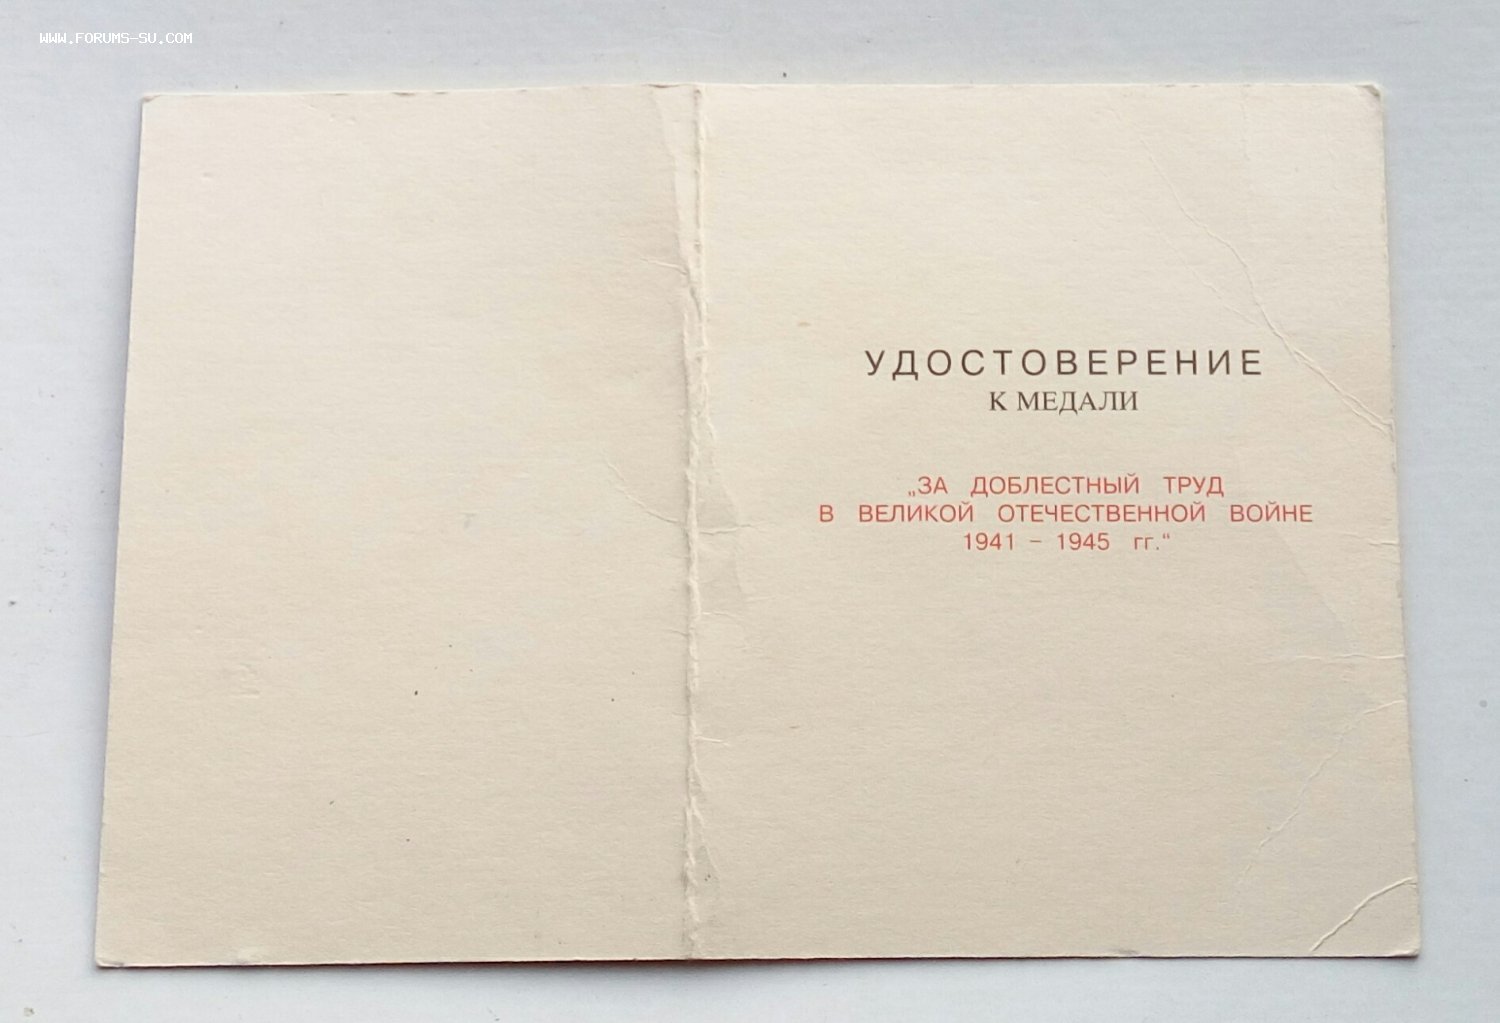 WWW.FORUMS-SU.COM
УДОСТОВЕРЕНИЕ
К МЕДАЛИ
„ЗА ДОБЛЕСТНЫЙ ТРУД
В ВЕЛИКОЙ ОТЕЧЕСТВЕННОЙ ВОЙНЕ
1941 – 1945 гг.“